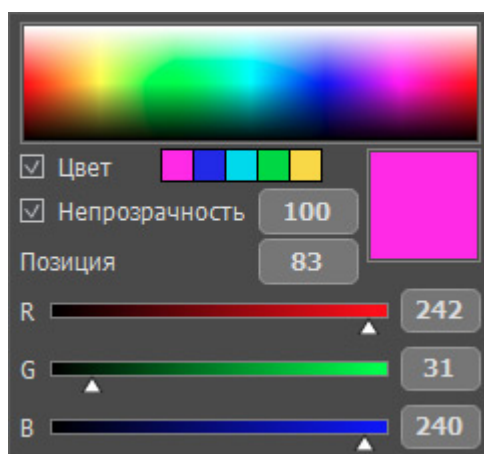 Цвет
Непрозрачность 100
Позиция 83
R 242
G 31
B 240